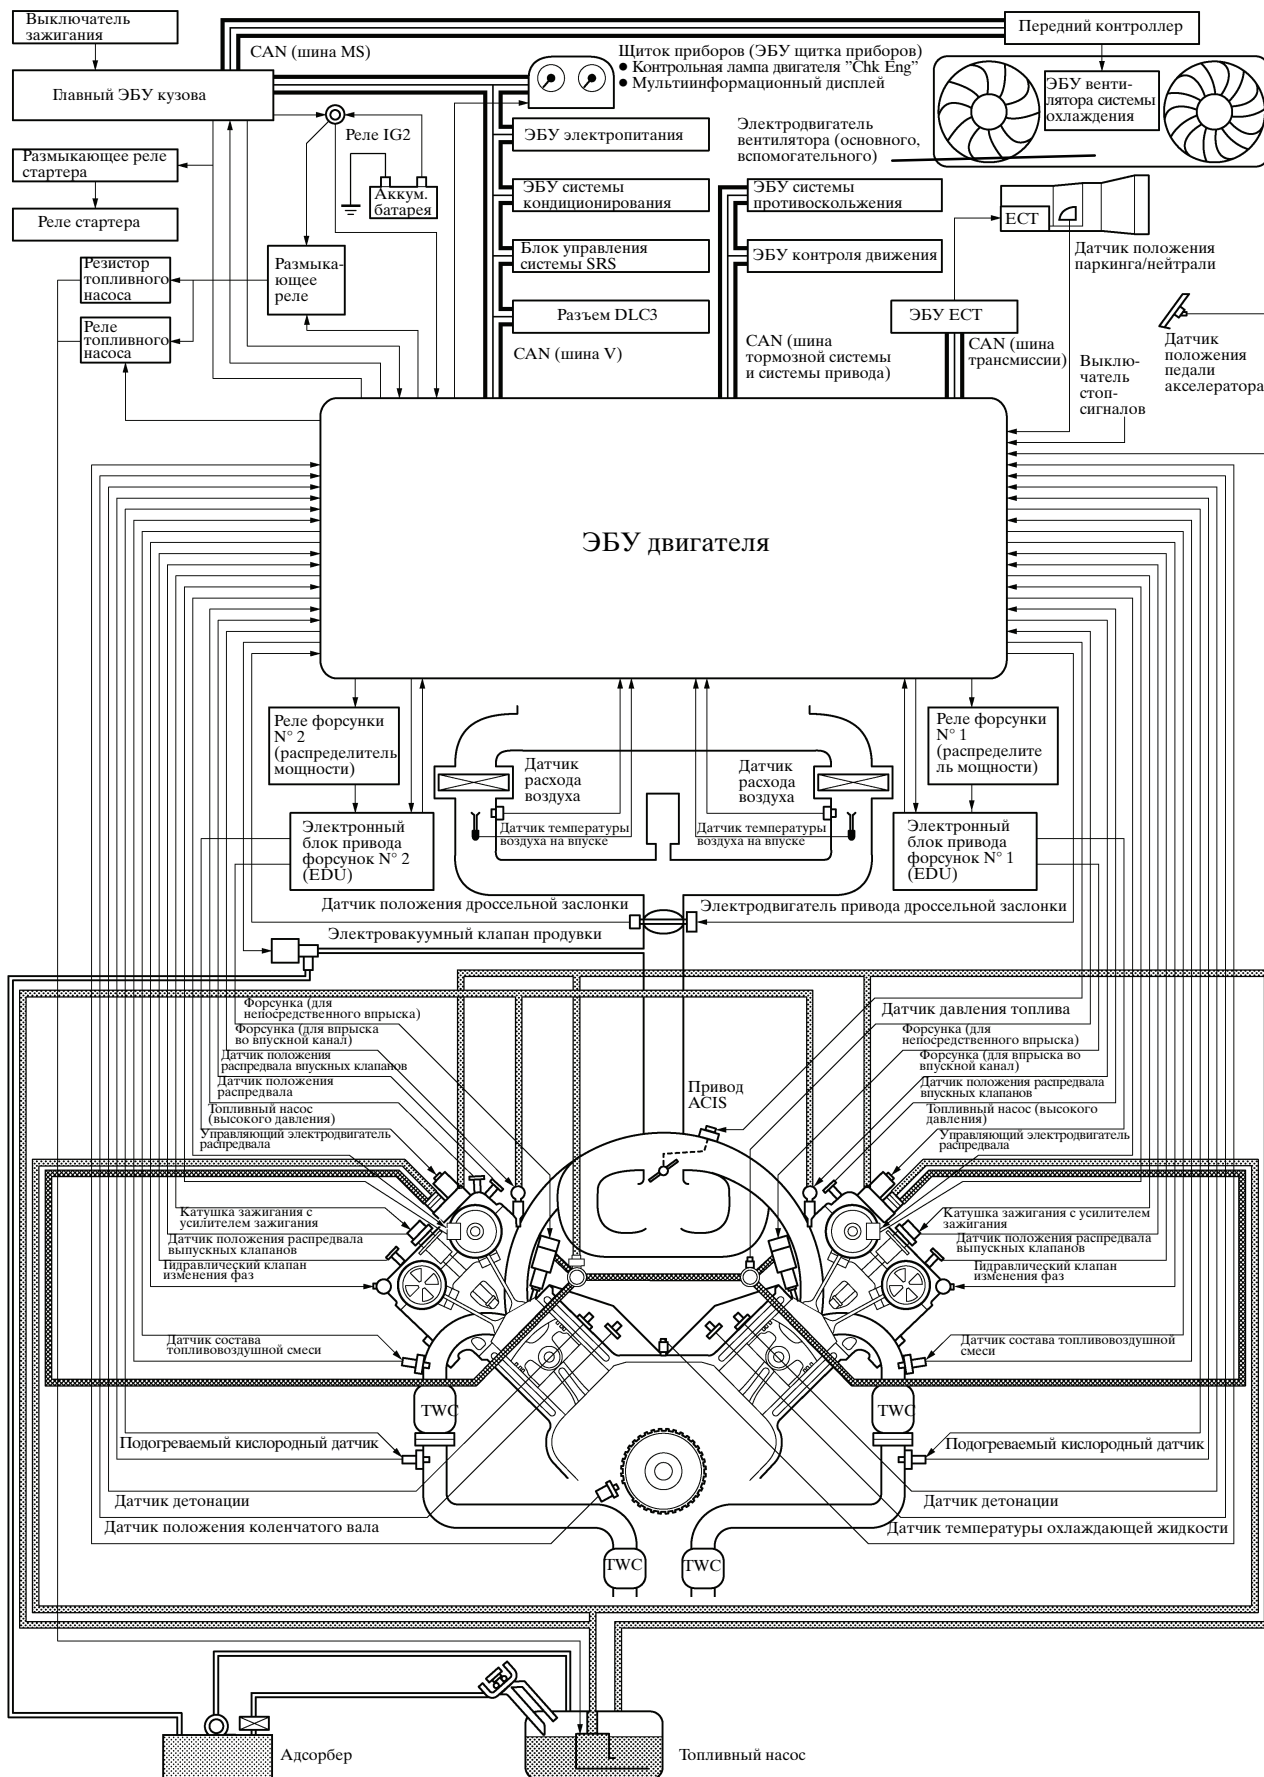 Выключатель
зажигания
CAN (шина MS)
Передний контроллер
Главный ЭБУ кузова
Щиток приборов (ЭБУ щитка приборов)
● Контрольная лампа двигателя ”Chk Eng”
● Мультиинформационный дисплей
ЭБУ венти-
лятора системы
охлаждения
Реле IG2
ЭБУ электропитания
Электродвигатель
вентилятора (основного,
вспомогательного)
Размыкающее реле
стартера
Аккум.
батарея
ЭБУ системы
кондиционирования
ЭБУ системы
противоскольжения
Реле стартера
ECT
Датчик положения
паркинга/нейтрали
Резистор
топливного
насоса
Размыка-
ющее
реле
Блок управления
системы SRS
ЭБУ контроля движения
Реле
топливного
насоса
Разъем DLC3
ЭБУ ECT
CAN (шина V)
CAN (шина
тормозной системы
и системы привода)
CAN (шина
трансмиссии)
Выклю-
чатель
стоп-
сигналов
Датчик
положения
педали
акселератора
ЭБУ двигателя
Реле форсунки
N° 2
(распределитель
мощности)
Датчик
расхода
воздуха
Датчик
расхода
воздуха
Реле форсунки
N° 1
(распределите
ль мощности)
Электронный
блок привода
форсунок N° 2
(EDU)
Датчик температуры
воздуха на впуске
Датчик температуры
воздуха на впуске
Электронный
блок привода
форсунок N° 1
(EDU)
Датчик положения дроссельной заслонки
Электродвигатель привода дроссельной заслонки
Электровакуумный клапан продувки
Форсунка (для
непосредственного впрыска)
Форсунка (для впрыска
во впускной канал)
Датчик положения
распредвала впускных клапанов
Датчик положения
распредвала
Топливный насос
(высокого давления)
Управляющий электродвигатель
распредвала
Датчик давления топлива
Форсунка (для
непосредственного впрыска)
Форсунка (для впрыска во
впускной канал)
Датчик положения распредвала
впускных клапанов
Топливный насос (высокого
давления)
Управляющий электродвигатель
распредвала
Привод
ACIS
Катушка зажигания с
усилителем зажигания
Датчик положения распредвала
выпускных клапанов
Гидравлический клапан
изменения фаз
Катушка зажигания с усилителем
зажигания
Датчик положения распредвала
выпускных клапанов
Гидравлический клапан
изменения фаз
Датчик состава
топливовоздушной смеси
Датчик состава топливовоздушной
смеси
TWC
TWC
Подогреваемый кислородный датчик
Подогреваемый кислородный датчик
Датчик детонации
Датчик детонации
Датчик положения коленчатого вала
Датчик температуры охлаждающей жидкости
TWC
TWC
Адсорбер
Топливный насос